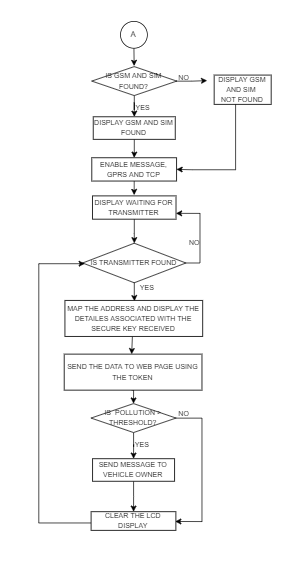 A
IS GSM AND SIM
FOUND?
NO
DISPLAY GSM
AND SIM
NOT FOUND
YES
DISPLAY GSM AND SIM
FOUND
ENABLE MESSAGE,
GPRS AND TCP
DISPLAY WAITING FOR
TRANSMITTER
NO
IS TRANSMITTER FOUND
YES
MAP THE ADDRESS AND DISPLAY THE
DETAILES ASSOCIATED WITH THE
SECURE KEY RECEIVED
SEND THE DATA TO WEB PAGE USING
THE TOKEN
IS POLLUTION >
THRESHOLD?
NO
YES
SEND MESSAGE TO
VEHICLE OWNER
CLEAR THE LCD
DISPLAY